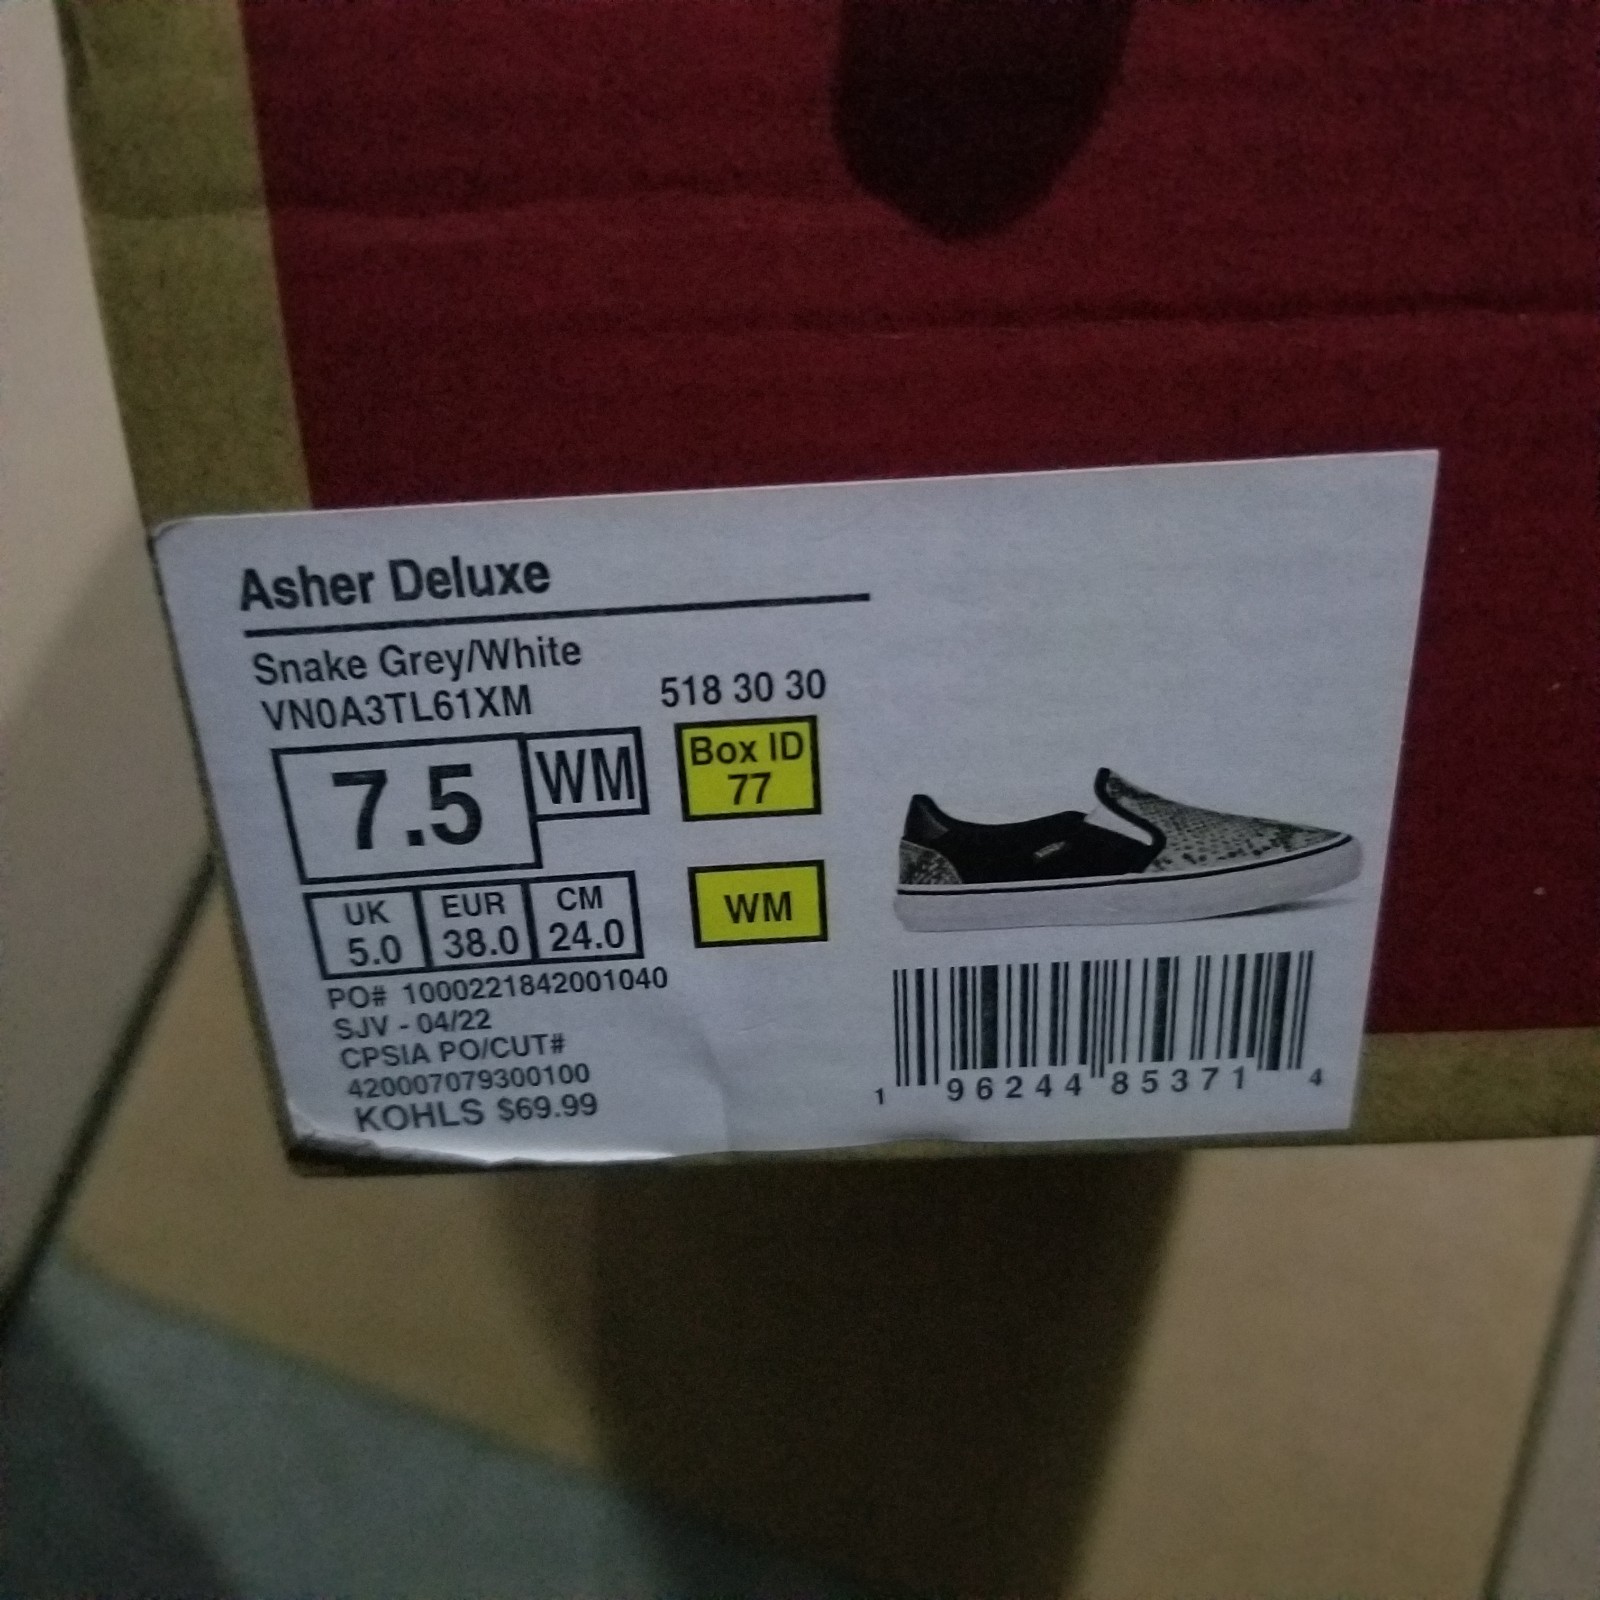 Asher Deluxe
Snake Grey/White
VN0A3TL61XM
518 30 30
7.5
WM
Box ID
77
UK
5.0
EUR
38.0
CM
24.0
WM
PO# 1000221842001040
SJV - 04/22
CPSIA PO/CUT#
420007079300100
KOHLS $69.99
1 96244 85371 4